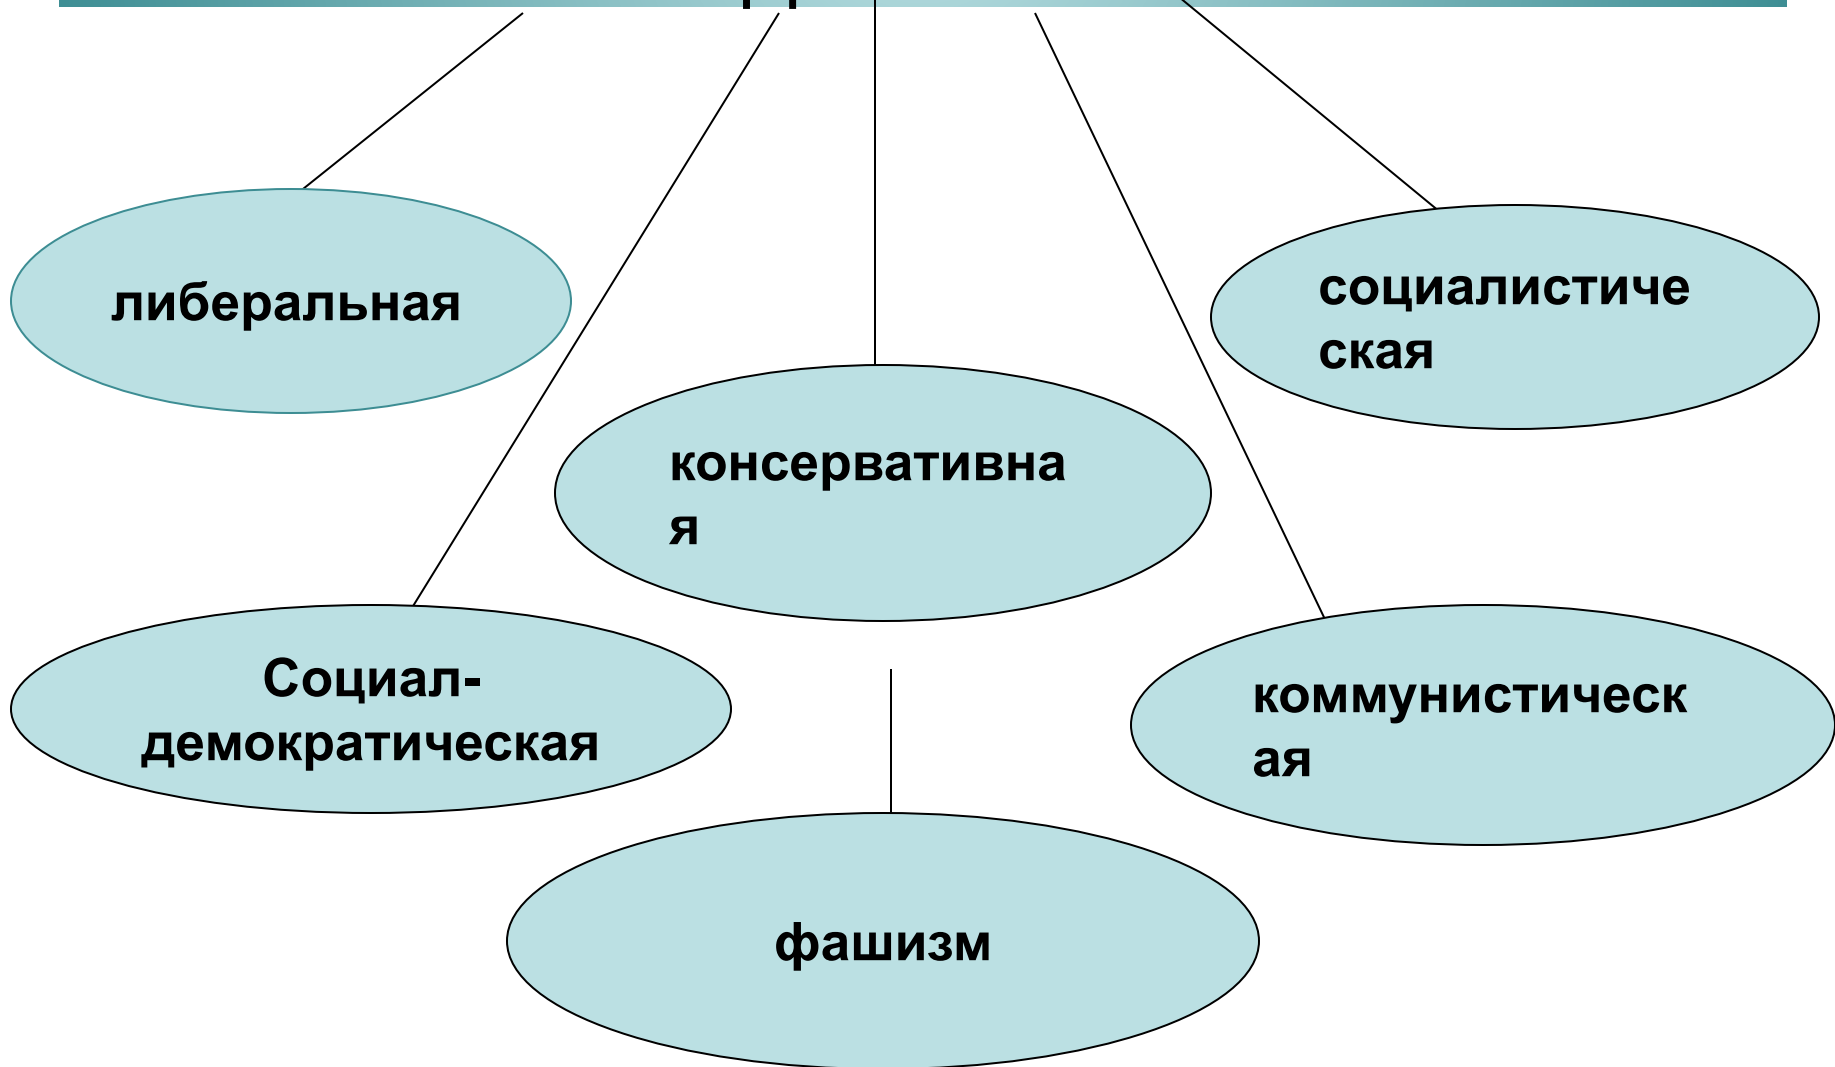 либеральная
социалистиче
ская
консервативна
я
Социал-
демократическая
коммунистическ
ая
фашизм